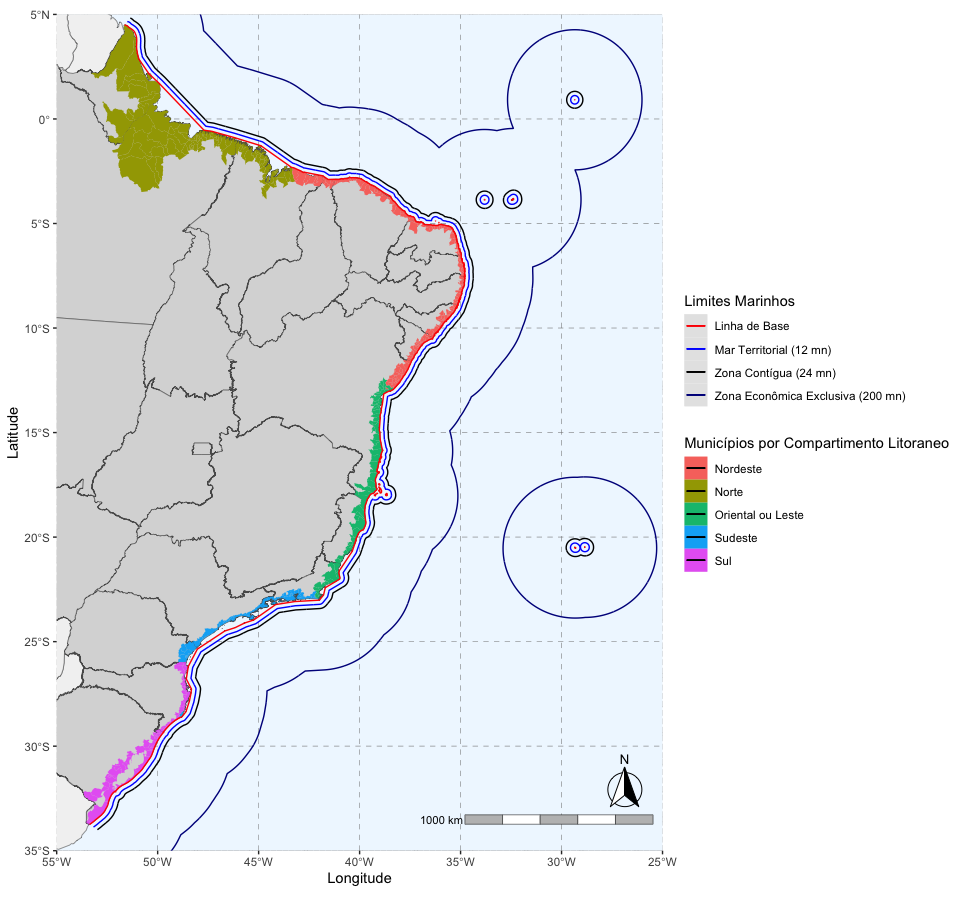 5°N
0°
5°S
10°S
15°S
20°S
25°S
30°S
35°S
Latitude
55°W
50°W
45°W
40°W
35°W
30°W
25°W
Longitude
N
1000 km
Limites Marinhos
Linha de Base
Mar Territorial (12 mn)
Zona Contígua (24 mn)
Zona Econômica Exclusiva (200 mn)
Municípios por Compartimento Litoraneo
Nordeste
Norte
Oriental ou Leste
Sudeste
Sul